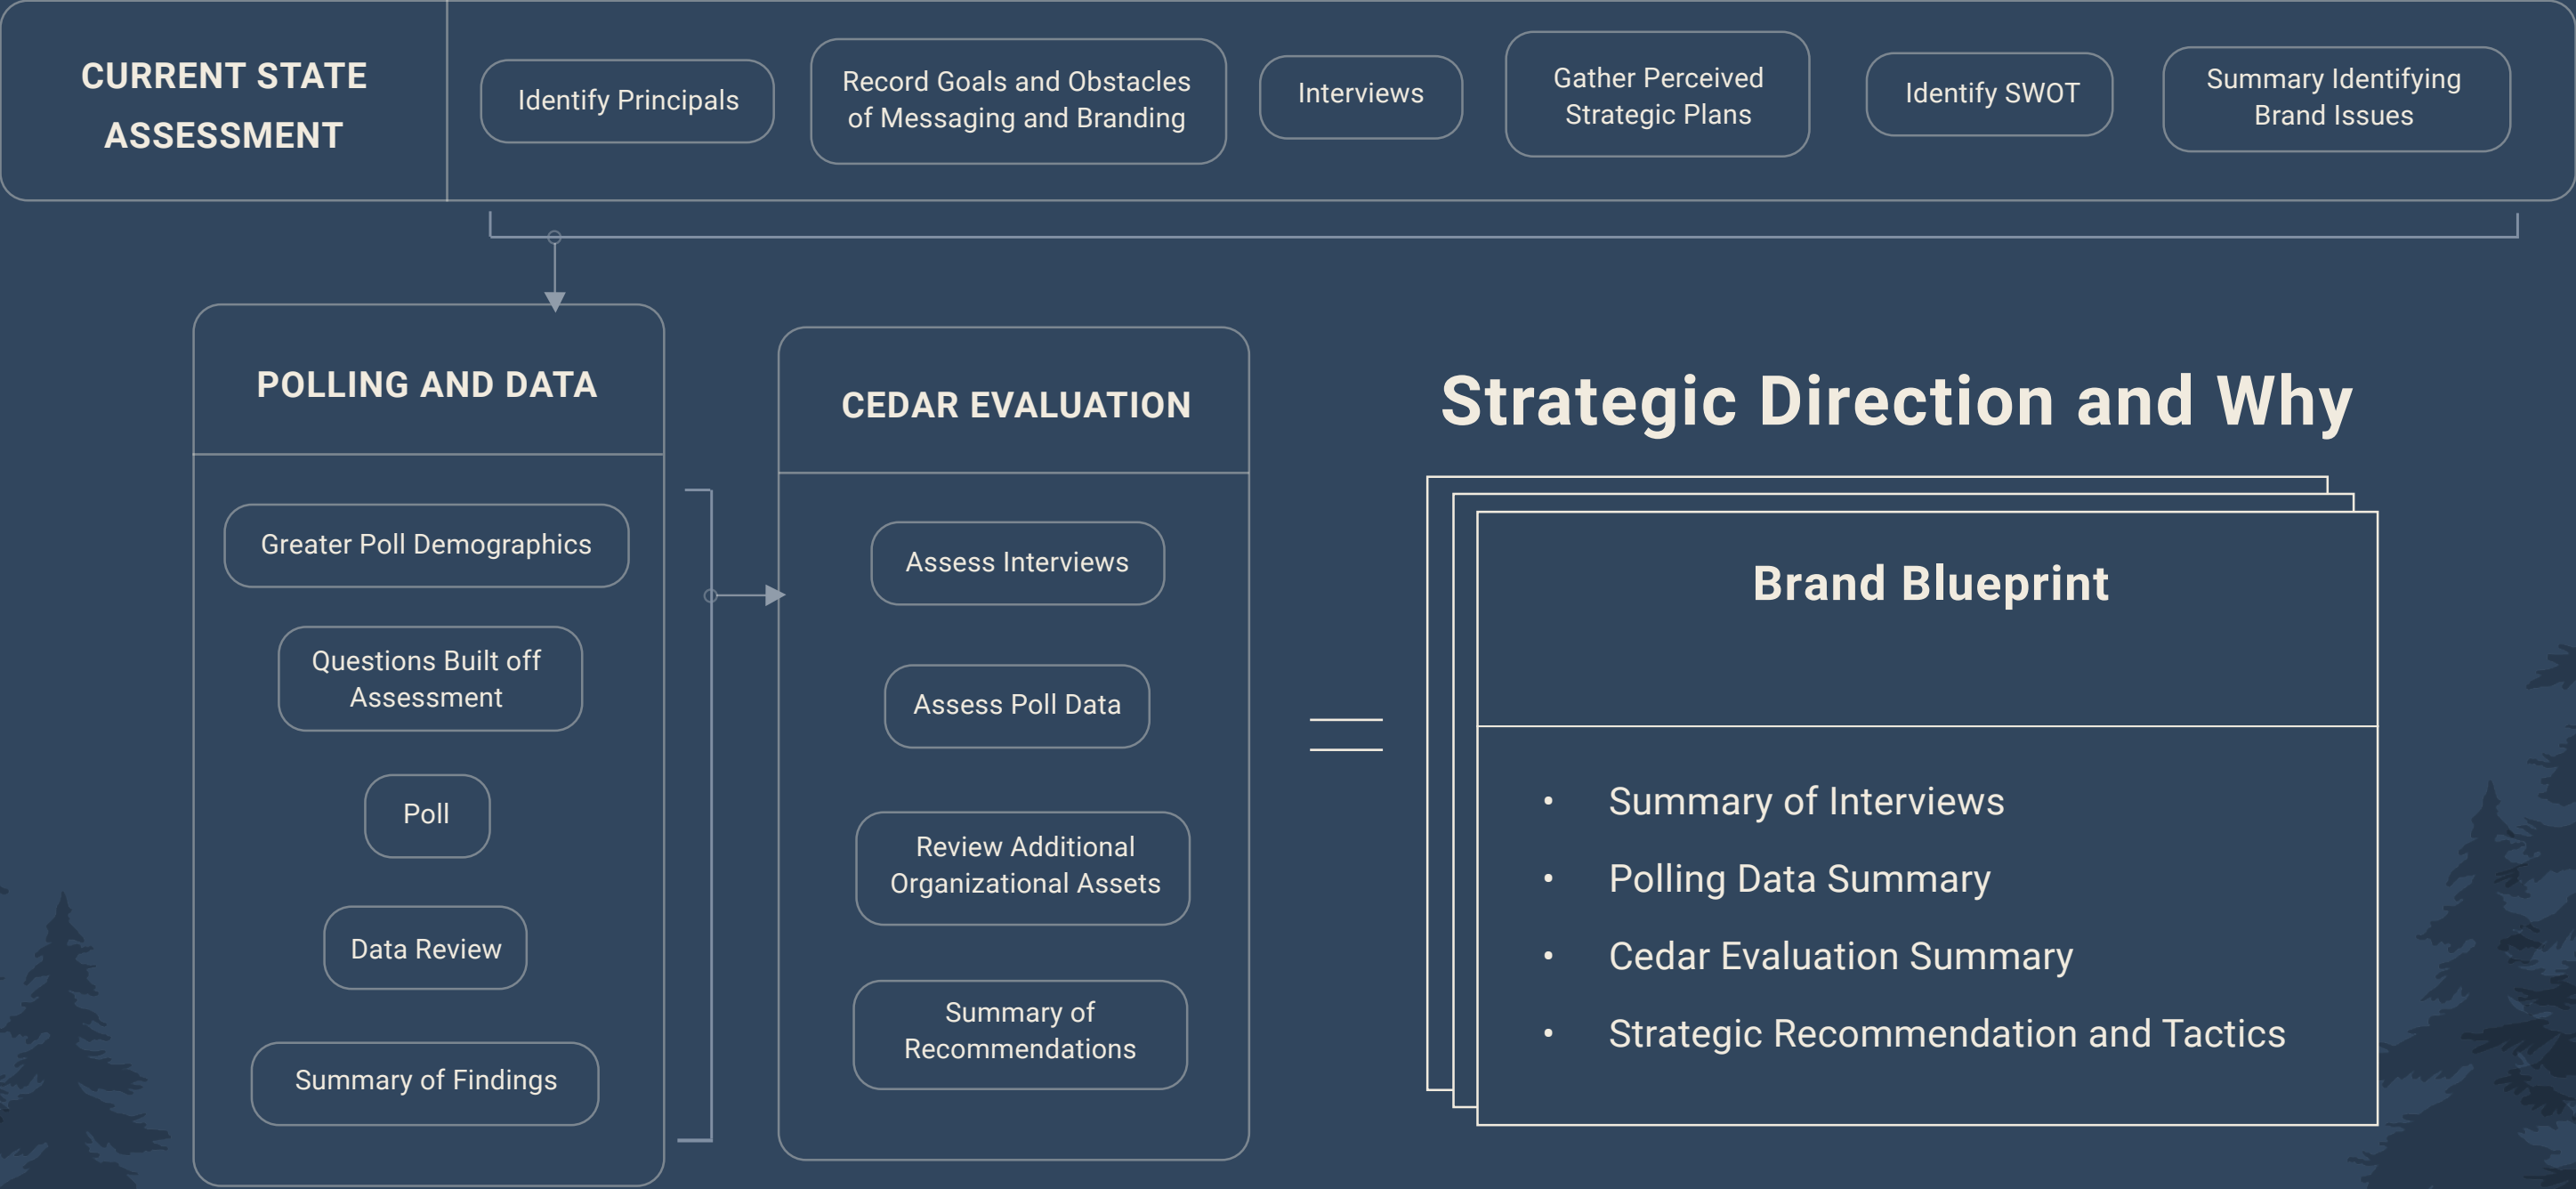 CURRENT STATE
ASSESSMENT
Identify Principals
Record Goals and Obstacles
of Messaging and Branding
Interviews
Gather Perceived
Strategic Plans
Identify SWOT
Summary Identifying
Brand Issues
POLLING AND DATA
Greater Poll Demographics
Questions Built off
Assessment
Poll
Data Review
Summary of Findings
CEDAR EVALUATION
Assess Interviews
Assess Poll Data
Review Additional
Organizational Assets
Summary of
Recommendations
=
Strategic Direction and Why
Brand Blueprint
• Summary of Interviews
• Polling Data Summary
• Cedar Evaluation Summary
• Strategic Recommendation and Tactics